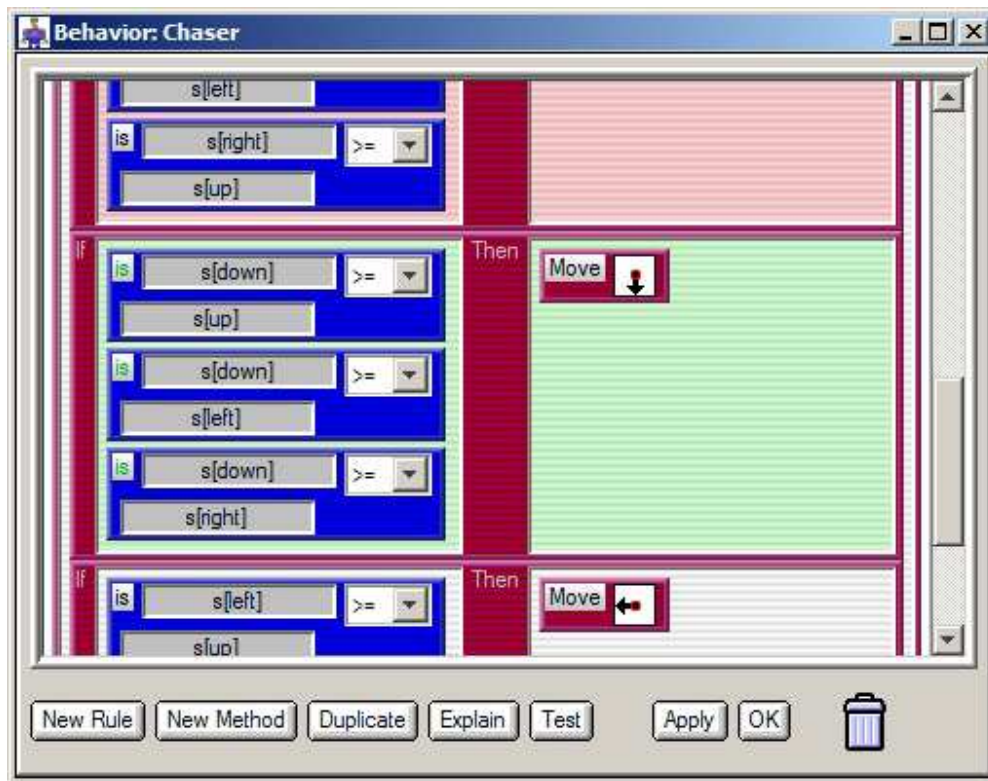 Behavior: Chaser
s[left]
is s[right] >=
s[up]
If is s[down] >= Then Move
s[up]
is s[down] >=
s[left]
is s[down] >=
s[right]
If is s[left] >= Then Move
s[up]
New Rule New Method Duplicate Explain Test Apply OK